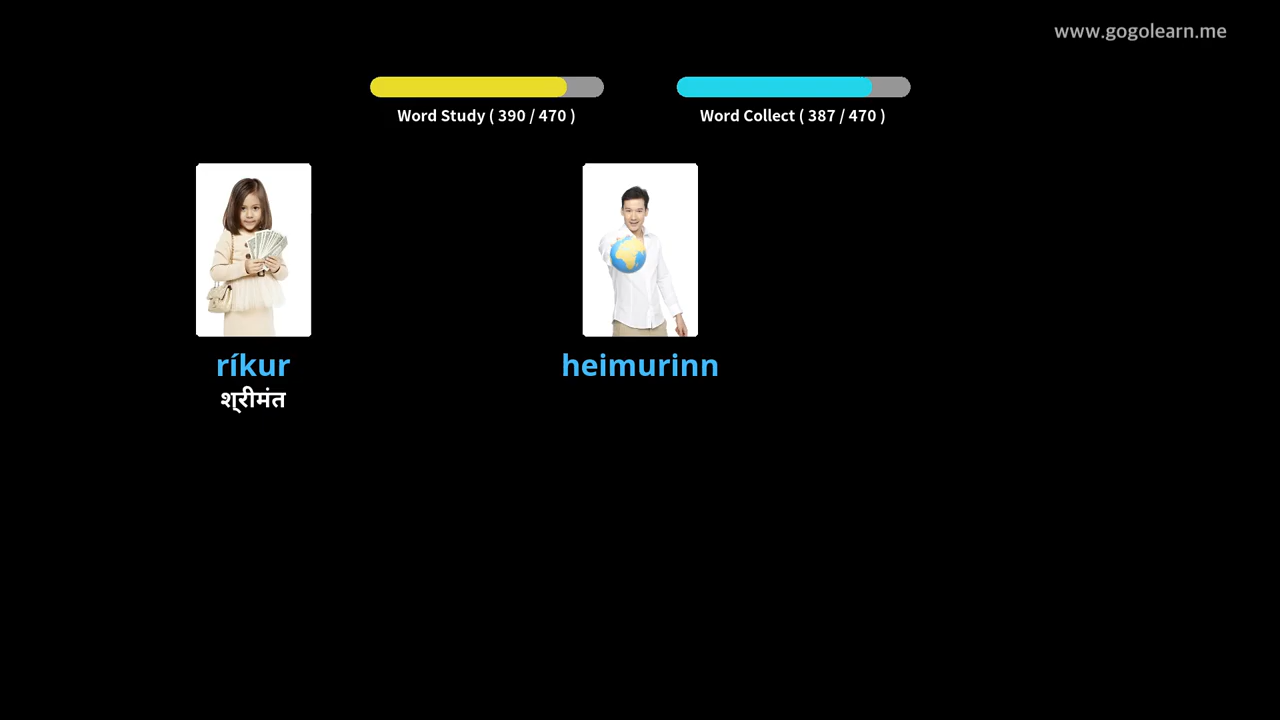 www.gogolearn.me
Word Study ( 390 / 470 )
Word Collect ( 387 / 470 )
ríkur
heimurinn
श्रीमंत